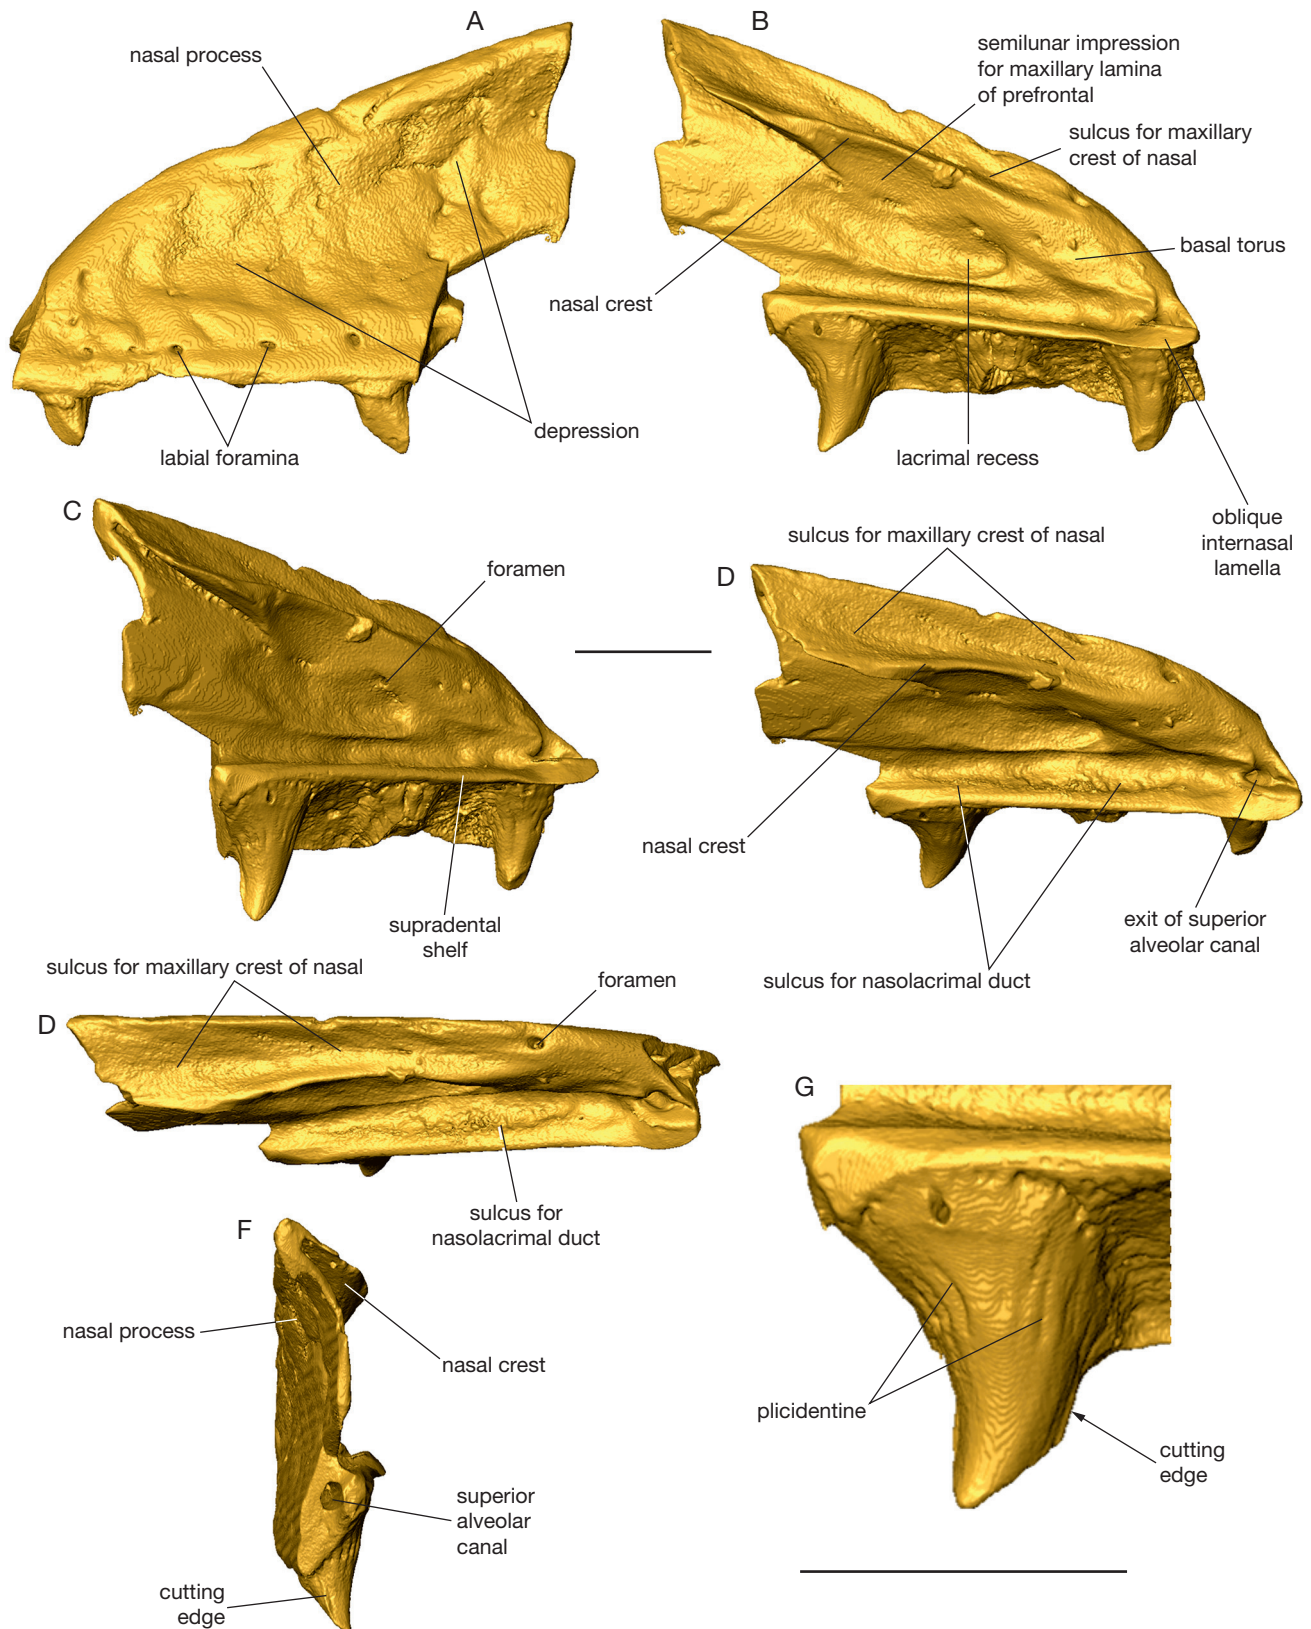 A
nasal process
depression
labial foramina
B
semilunar impression
for maxillary lamina
of prefrontal
sulcus for maxillary
crest of nasal
basal torus
nasal crest
lacrimal recess
oblique
internasal
lamella
C
foramen
supradental
shelf
D
sulcus for maxillary crest of nasal
nasal crest
exit of superior
alveolar canal
sulcus for nasolacrimal duct
D
sulcus for maxillary crest of nasal
foramen
sulcus for
nasolacrimal duct
F
nasal process
nasal crest
superior
alveolar
canal
cutting
edge
G
plicidentine
cutting
edge